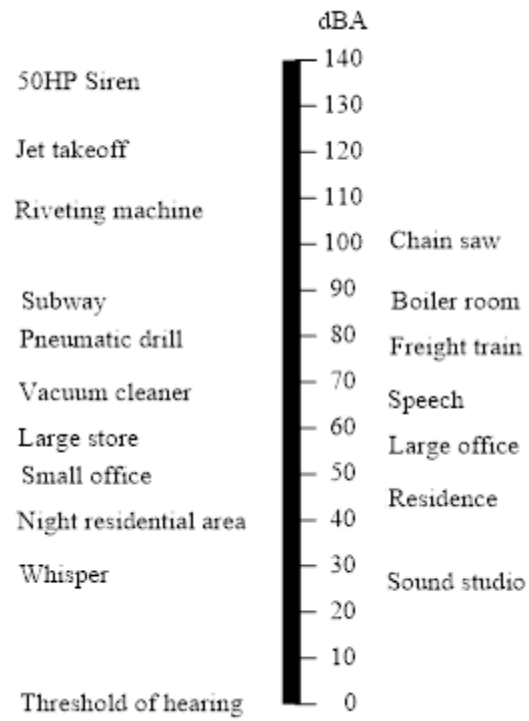 dBA
140
50HP Siren
130
Jet takeoff
120
110
Riveting machine
100
Chain saw
90
Subway
Boiler room
80
Pneumatic drill
Freight train
70
Vacuum cleaner
Speech
60
Large store
Large office
50
Small office
Residence
40
Night residential area
30
Whisper
Sound studio
20
10
Threshold of hearing
0